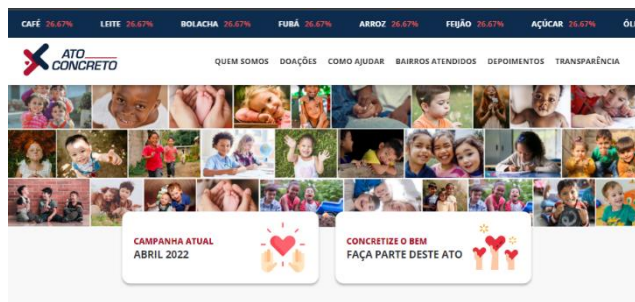 CAFÉ 26.67% LEITE 26.67% BOLACHA 26.67% FUBÁ 26.67% ARROZ 26.67% FEIJÃO 26.67% AÇÚCAR 26.67% ÓL
ATO CONCRETO
QUEM SOMOS DOAÇÕES COMO AJUDAR BAIRROS ATENDIDOS DEPOIMENTOS TRANSPARÊNCIA
CAMPANHA ATUAL
ABRIL 2022
CONCRETIZE O BEM
FAÇA PARTE DESTE ATO